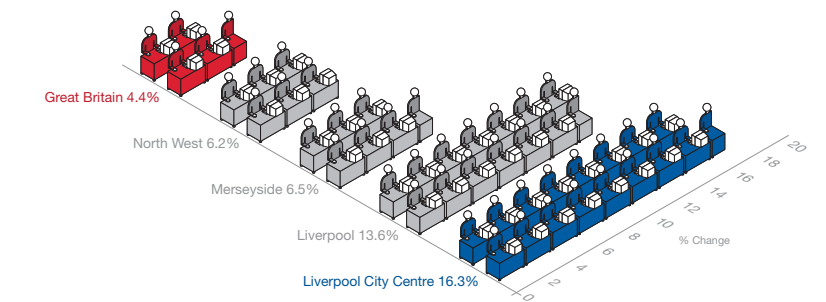 Great Britain 4.4%
North West 6.2%
Merseyside 6.5%
Liverpool 13.6%
Liverpool City Centre 16.3%
0
2
4
6
8
10
12
14
16
18
20
% Change